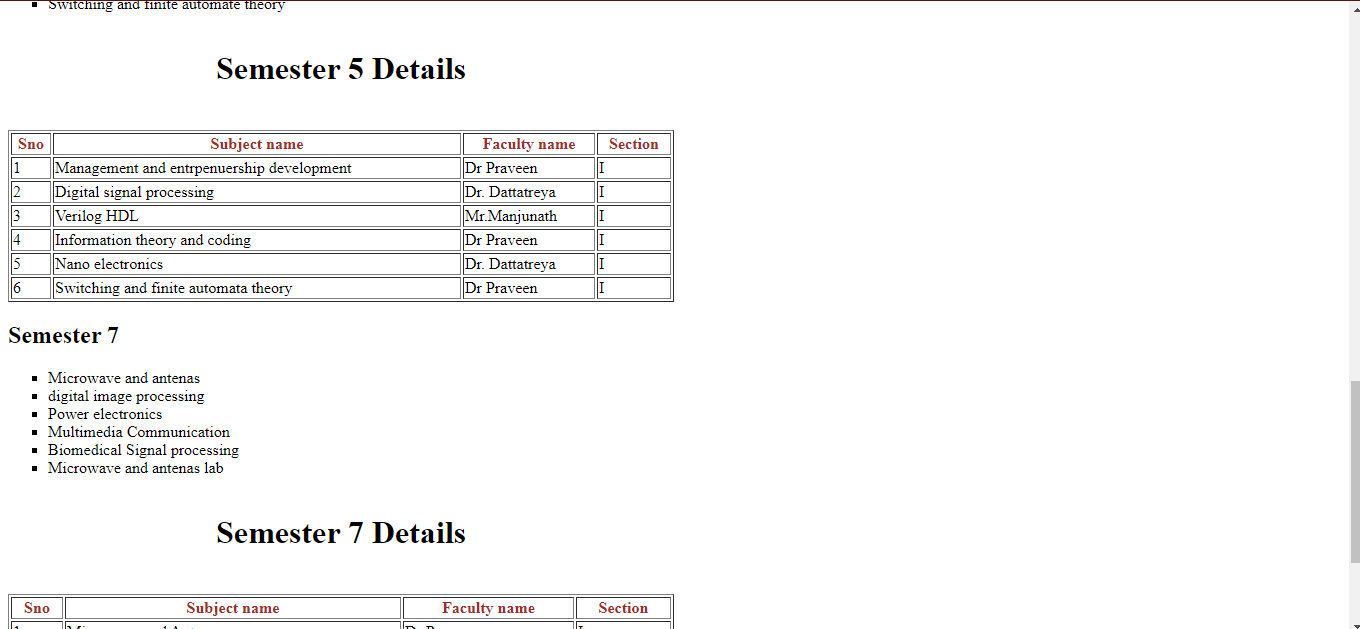 Switching and finite automate theory
Semester 5 Details
Sno Subject name Faculty name Section
1 Management and entrpenuership development Dr Praveen I
2 Digital signal processing Dr. Dattatreya I
3 Verilog HDL Mr.Manjunath I
4 Information theory and coding Dr Praveen I
5 Nano electronics Dr. Dattatreya I
6 Switching and finite automata theory Dr Praveen I
Semester 7
Microwave and antenas
digital image processing
Power electronics
Multimedia Communication
Biomedical Signal processing
Microwave and antenas lab
Semester 7 Details
Sno Subject name Faculty name Section